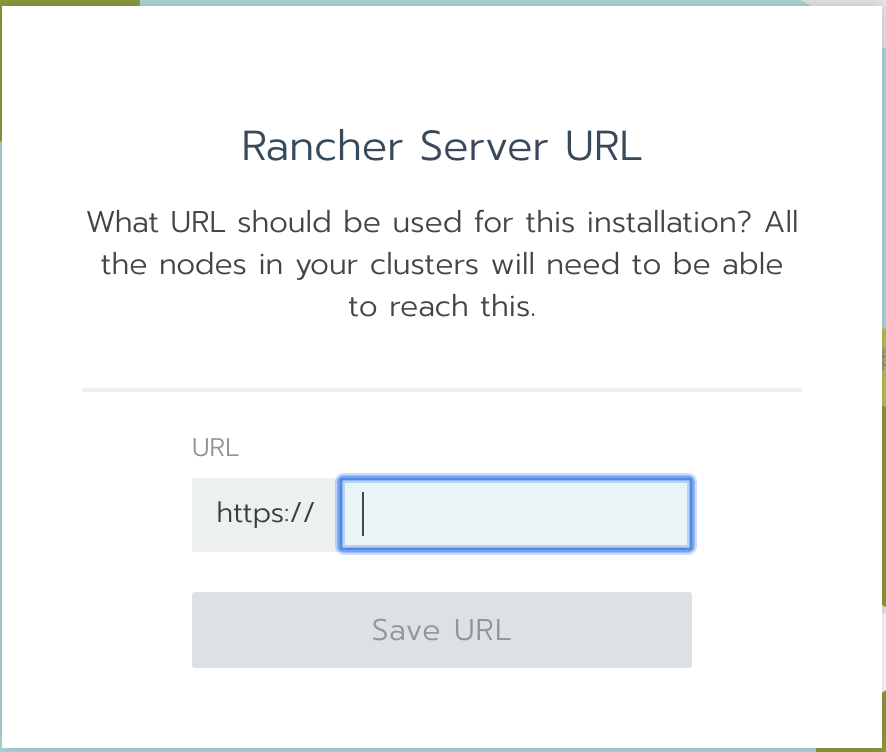 Rancher Server URL
What URL should be used for this installation? All
the nodes in your clusters will need to be able
to reach this.
URL
https://
Save URL